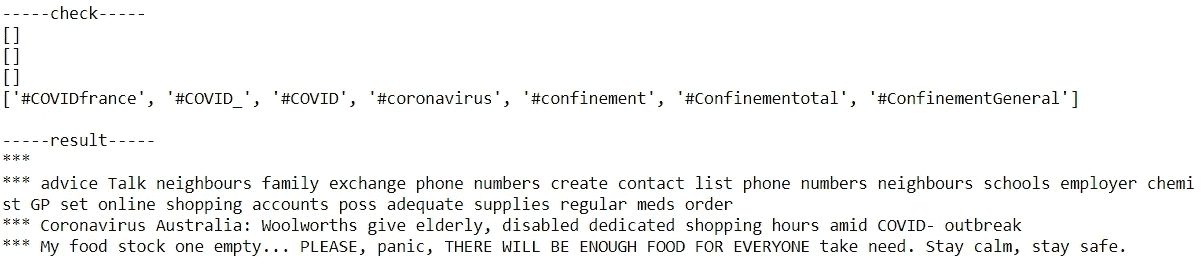 -----check-----
[]
[]
[]
['#COVIDfrance', '#COVID_', '#COVID', '#coronavirus', '#confinement', '#Confinementotal', '#ConfinementGeneral']
-----result-----
***
*** advice Talk neighbours family exchange phone numbers create contact list phone numbers neighbours schools employer chemi
st GP set online shopping accounts poss adequate supplies regular meds order
*** Coronavirus Australia: Woolworths give elderly, disabled dedicated shopping hours amid COVID- outbreak
*** My food stock one empty... PLEASE, panic, THERE WILL BE ENOUGH FOOD FOR EVERYONE take need. Stay calm, stay safe.